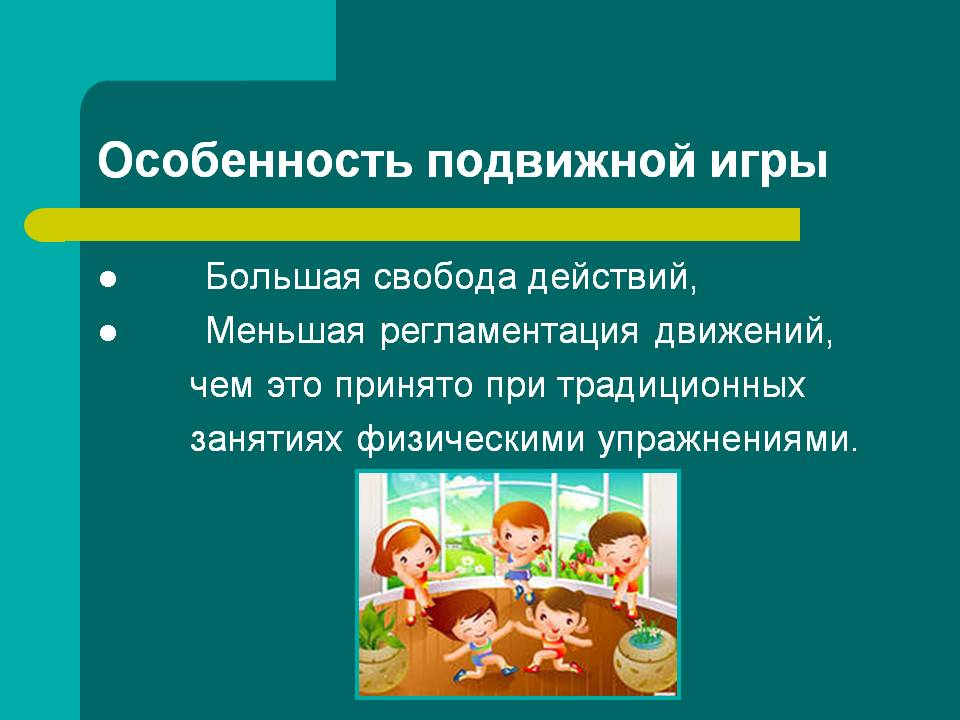 Особенность подвижной игры
● Большая свобода действий,
● Меньшая регламентация движений,
чем это принято при традиционных
занятиях физическими упражнениями.